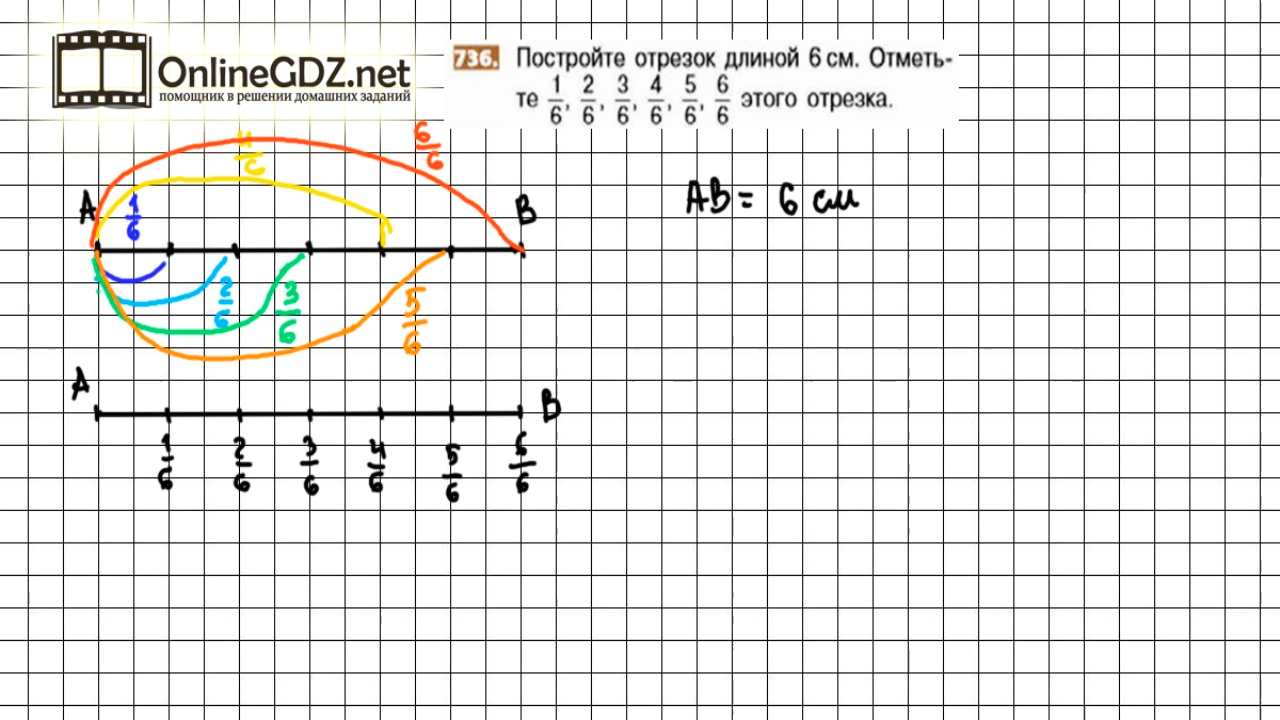 OnlineGDZ.net
помощник в решении домашних заданий
736. Постройте отрезок длиной 6 см. Отметь-
те 1/6, 2/6, 3/6, 4/6, 5/6, 6/6 этого отрезка.
4/6 6/6
A 1/6 B AB = 6 см
2/6 3/6 5/6
A B
1/6 2/6 3/6 4/6 5/6 6/6